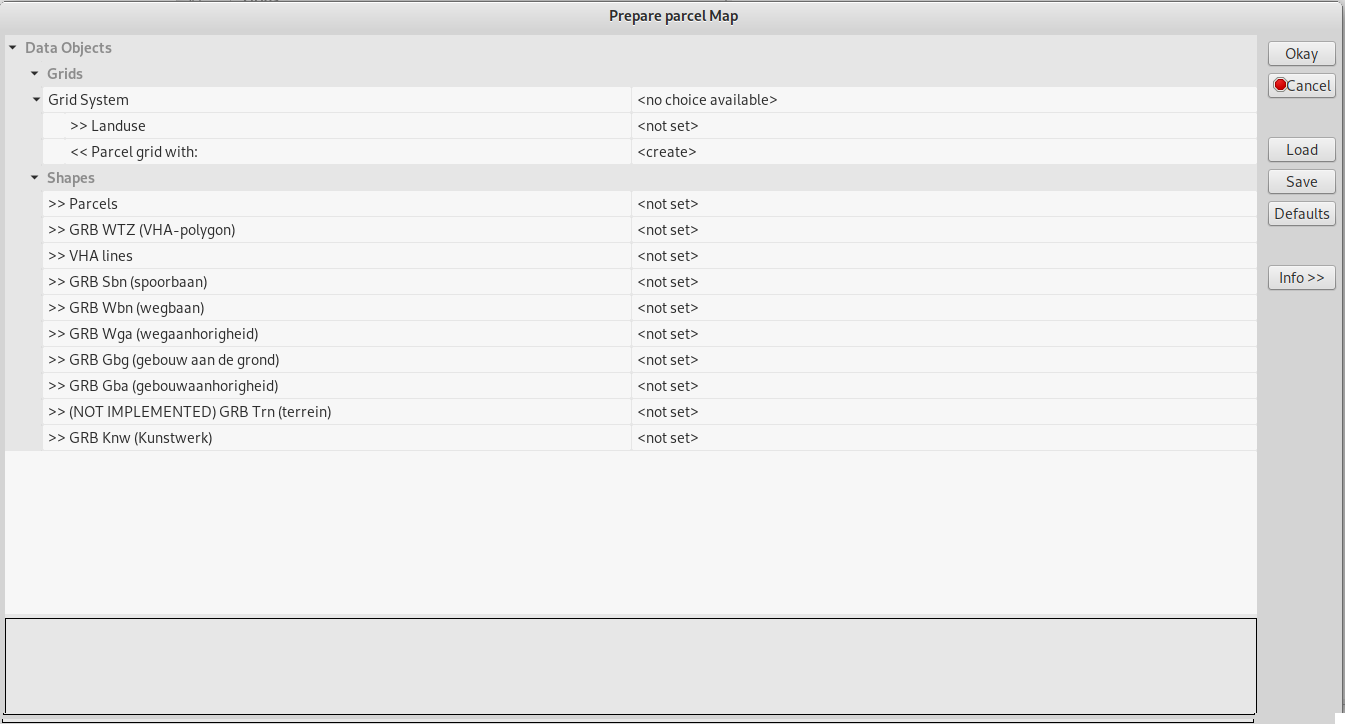 Prepare parcel Map
Data Objects
Grids
Grid System <no choice available>
>> Landuse <not set>
<< Parcel grid with: <create>
Shapes
>> Parcels <not set>
>> GRB WTZ (VHA-polygon) <not set>
>> VHA lines <not set>
>> GRB Sbn (spoorbaan) <not set>
>> GRB Wbn (wegbaan) <not set>
>> GRB Wga (wegaanhorigheid) <not set>
>> GRB Gbg (gebouw aan de grond) <not set>
>> GRB Gba (gebouwaanhorigheid) <not set>
>> (NOT IMPLEMENTED) GRB Trn (terrein) <not set>
>> GRB Knw (Kunstwerk) <not set>
Okay
Cancel
Load
Save
Defaults
Info >>